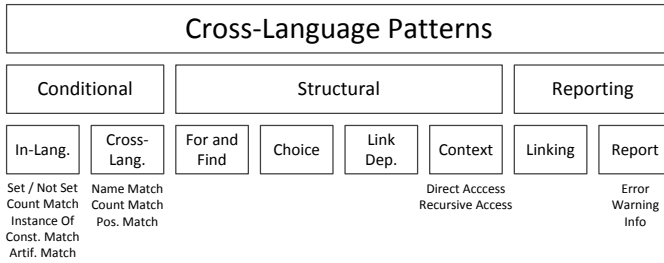 Cross-Language Patterns
Conditional
Structural
Reporting
In-Lang.
Cross-
Lang.
For and
Find
Choice
Link
Dep.
Context
Linking
Report
Set / Not Set
Count Match
Instance Of
Const. Match
Artif. Match
Name Match
Count Match
Pos. Match
Direct Acccess
Recursive Access
Error
Warning
Info